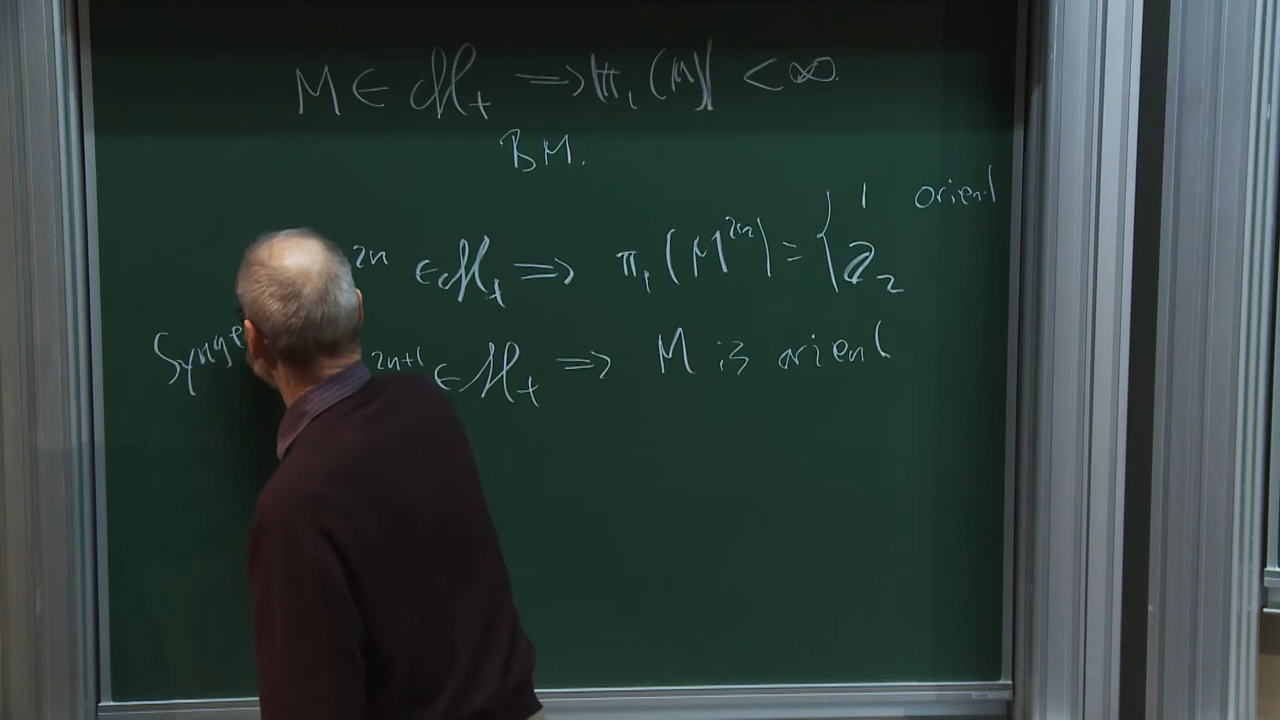 M ∈ ℳ₊ ⟹ |π₁(M)| < ∞.
BM.
2n ∈ ℳ₊ ⟹ π₁(M²ⁿ) = { 1 orient
ℤ₂
Synge
2n+1 ∈ ℳ₊ ⟹ M is orient